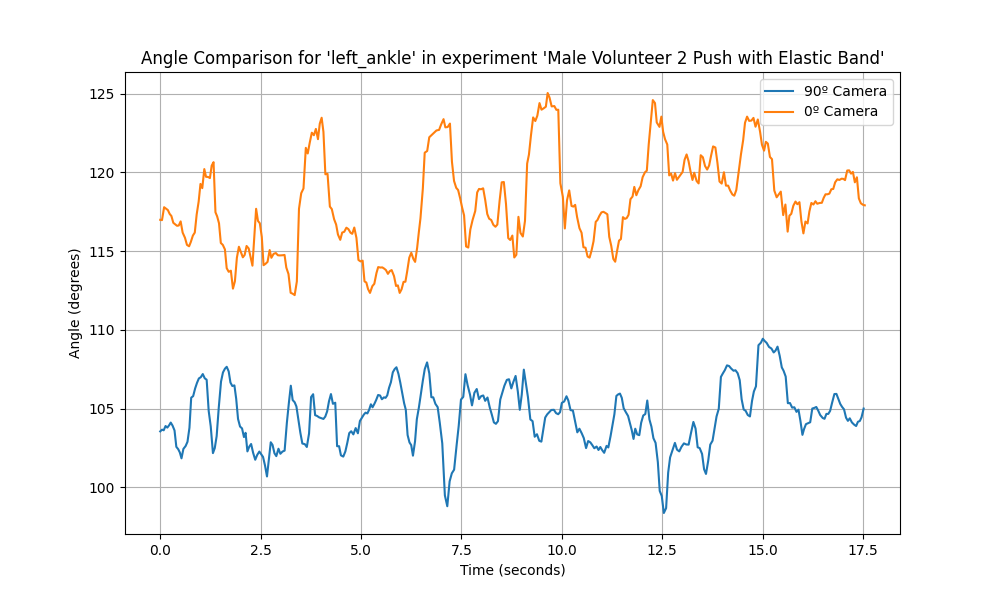 Angle Comparison for 'left_ankle' in experiment 'Male Volunteer 2 Push with Elastic Band'
90º Camera
0º Camera
Angle (degrees)
125
120
115
110
105
100
0.0 2.5 5.0 7.5 10.0 12.5 15.0 17.5
Time (seconds)